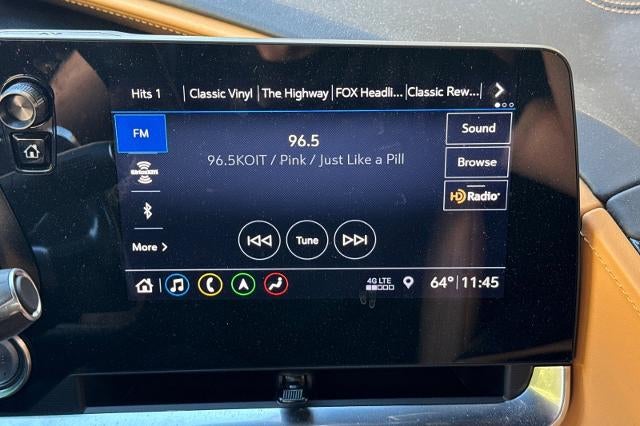 Hits 1 | Classic Vinyl | The Highway | FOX Headli... | Classic Rew...
FM
96.5
Sound
96.5KOIT / Pink / Just Like a Pill
Browse
SiriusXM
HD Radio
More
Tune
4G LTE
64° 11:45